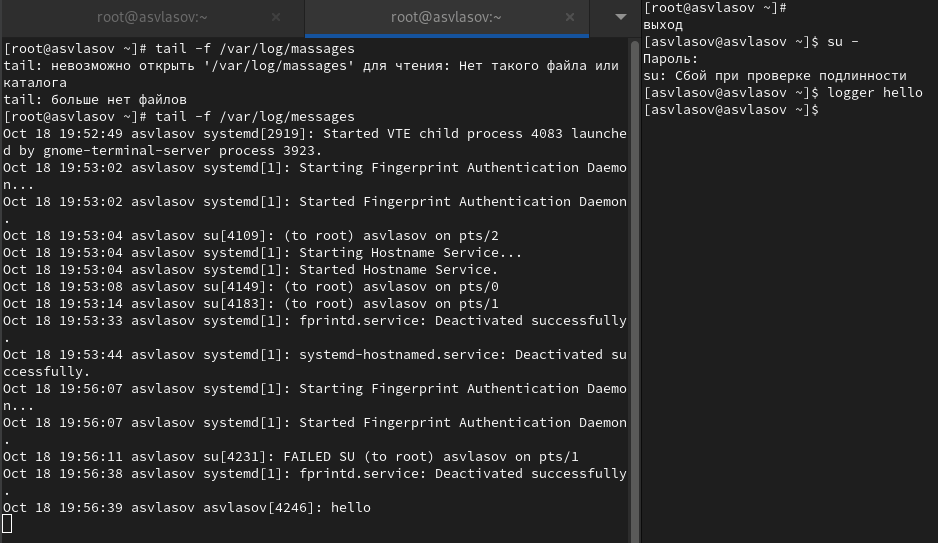 root@asvlasov:~ × root@asvlasov:~ ×
[root@asvlasov ~]# tail -f /var/log/massages
tail: невозможно открыть '/var/log/massages' для чтения: Нет такого файла или
каталога
tail: больше нет файлов
[root@asvlasov ~]# tail -f /var/log/messages
Oct 18 19:52:49 asvlasov systemd[2919]: Started VTE child process 4083 launche
d by gnome-terminal-server process 3923.
Oct 18 19:53:02 asvlasov systemd[1]: Starting Fingerprint Authentication Daemo
n...
Oct 18 19:53:02 asvlasov systemd[1]: Started Fingerprint Authentication Daemon
.
Oct 18 19:53:04 asvlasov su[4109]: (to root) asvlasov on pts/2
Oct 18 19:53:04 asvlasov systemd[1]: Starting Hostname Service...
Oct 18 19:53:04 asvlasov systemd[1]: Started Hostname Service.
Oct 18 19:53:08 asvlasov su[4149]: (to root) asvlasov on pts/0
Oct 18 19:53:14 asvlasov su[4183]: (to root) asvlasov on pts/1
Oct 18 19:53:33 asvlasov systemd[1]: fprintd.service: Deactivated successfully
.
Oct 18 19:53:44 asvlasov systemd[1]: systemd-hostnamed.service: Deactivated su
ccessfully.
Oct 18 19:56:07 asvlasov systemd[1]: Starting Fingerprint Authentication Daemo
n...
Oct 18 19:56:07 asvlasov systemd[1]: Started Fingerprint Authentication Daemon
.
Oct 18 19:56:11 asvlasov su[4231]: FAILED SU (to root) asvlasov on pts/1
Oct 18 19:56:38 asvlasov systemd[1]: fprintd.service: Deactivated successfully
.
Oct 18 19:56:39 asvlasov asvlasov[4246]: hello
[root@asvlasov ~]#
выход
[asvlasov@asvlasov ~]$ su -
Пароль:
su: Сбой при проверке подлинности
[asvlasov@asvlasov ~]$ logger hello
[asvlasov@asvlasov ~]$